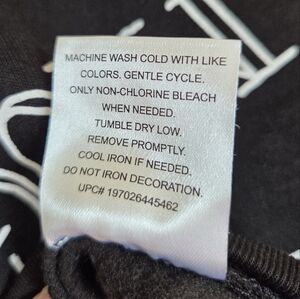 MACHINE WASH COLD WITH LIKE
COLORS. GENTLE CYCLE.
ONLY NON-CHLORINE BLEACH
WHEN NEEDED.
TUMBLE DRY LOW.
REMOVE PROMPTLY.
COOL IRON IF NEEDED.
DO NOT IRON DECORATION.
UPC# 197026445462